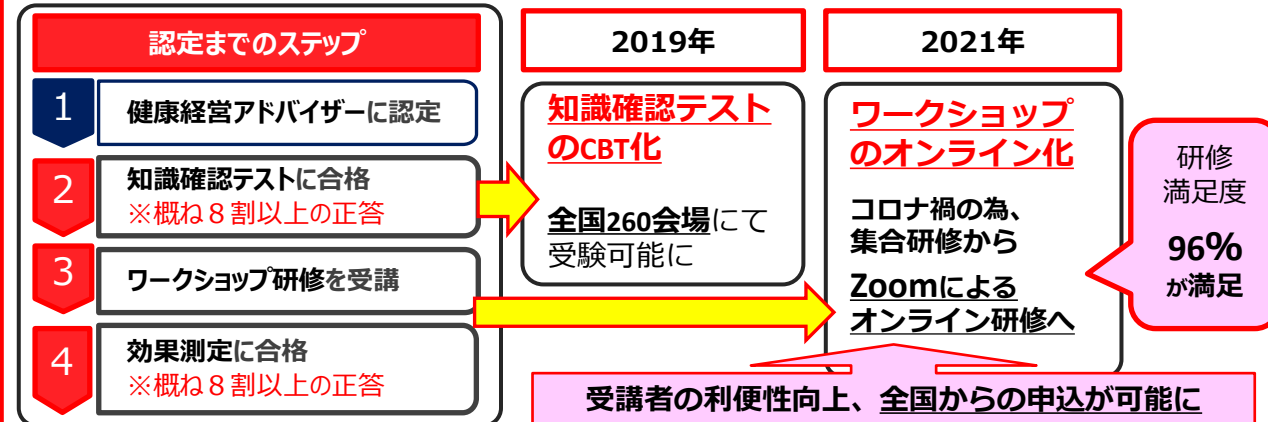 認定までのステップ
1
健康経営アドバイザーに認定
2
知識確認テストに合格
※概ね８割以上の正答
3
ワークショップ研修を受講
4
効果測定に合格
※概ね８割以上の正答
2019年
知識確認テスト
のCBT化
全国260会場にて
受験可能に
2021年
ワークショップ
のオンライン化
コロナ禍の為、
集合研修から
Zoomによる
オンライン研修へ
研修
満足度
96%
が満足
受講者の利便性向上、全国からの申込が可能に